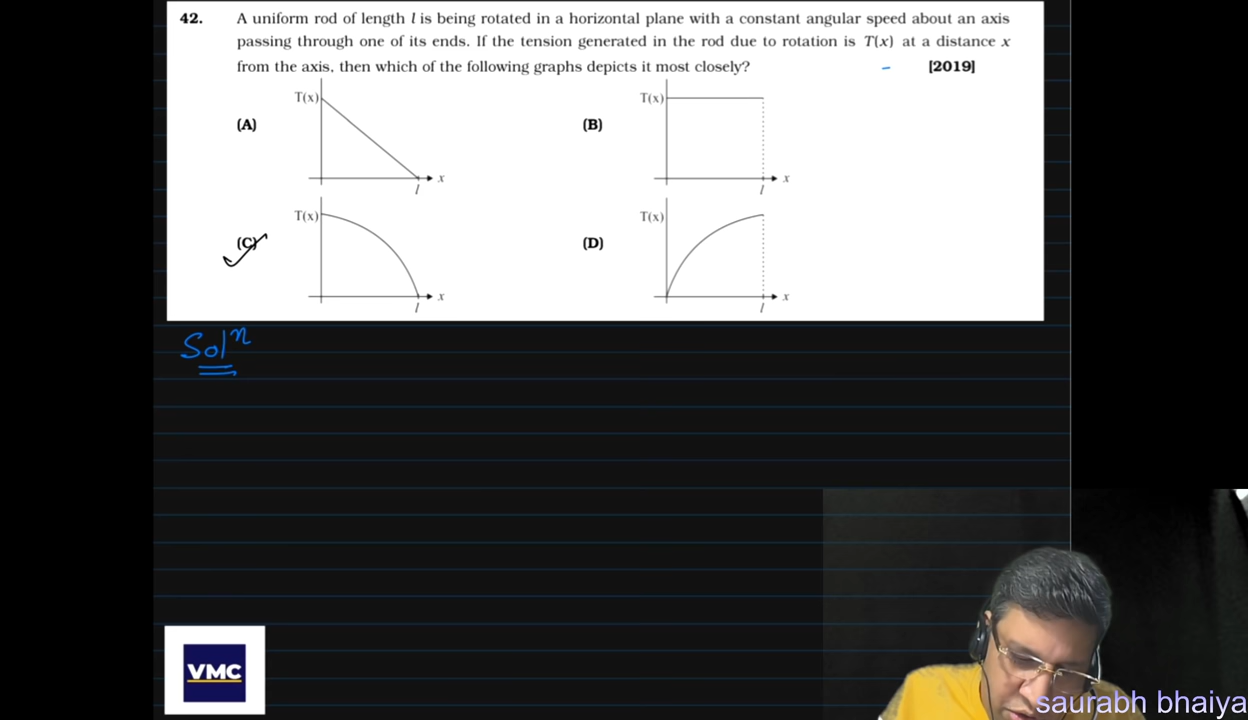 42. A uniform rod of length l is being rotated in a horizontal plane with a constant angular speed about an axis
passing through one of its ends. If the tension generated in the rod due to rotation is T(x) at a distance x
from the axis, then which of the following graphs depicts it most closely? [2019]
T(x) T(x)
(A) (B)
x x
l l
T(x) T(x)
(C) (D)
x x
l l
Solⁿ
VMC
saurabh bhaiya